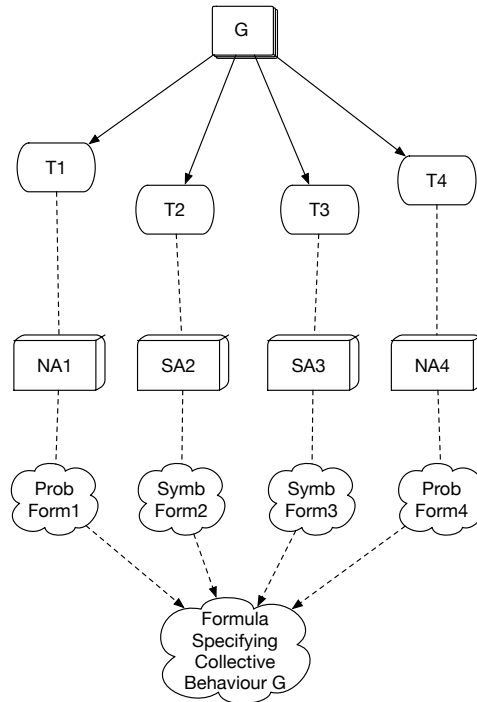 G
T1
T2
T3
T4
NA1
SA2
SA3
NA4
Prob
Form1
Symb
Form2
Symb
Form3
Prob
Form4
Formula
Specifying
Collective
Behaviour G